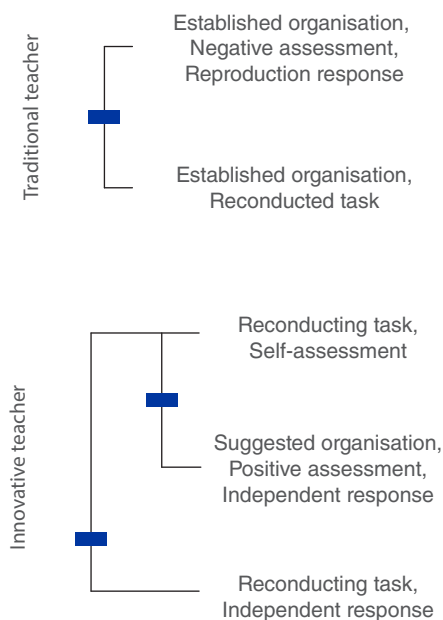 Traditional teacher
Established organisation,
Negative assessment,
Reproduction response
Established organisation,
Reconducted task
Innovative teacher
Reconducting task,
Self-assessment
Suggested organisation,
Positive assessment,
Independent response
Reconducting task,
Independent response